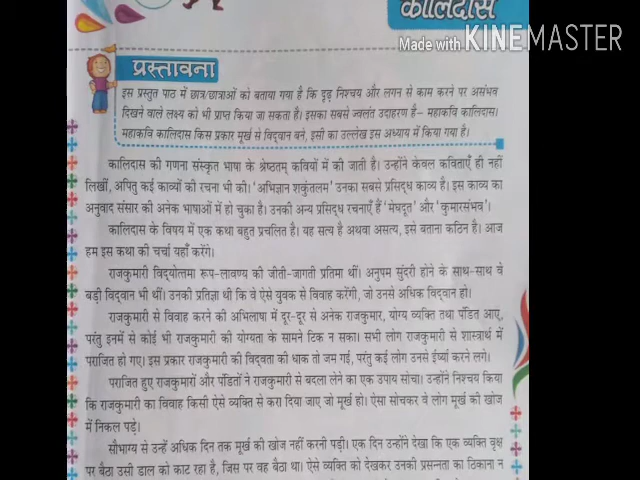 कालिदास
Made with KINEMASTER
प्रस्तावना
इस प्रस्तुत पाठ में छात्र/छात्राओं को बताया गया है कि दृढ़ निश्चय और लगन से काम करने पर असंभव
दिखने वाले लक्ष्य को भी प्राप्त किया जा सकता है। इसका सबसे ज्वलंत उदाहरण है– महाकवि कालिदास।
महाकवि कालिदास किस प्रकार मूर्ख से विद्वान बने, इसी का उल्लेख इस अध्याय में किया गया है।
कालिदास की गणना संस्कृत भाषा के श्रेष्ठतम् कवियों में की जाती है। उन्होंने केवल कविताएँ ही नहीं
लिखीं, अपितु कई काव्यों की रचना भी की। 'अभिज्ञान शकुंतलम' उनका सबसे प्रसिद्ध काव्य है। इस काव्य का
अनुवाद संसार की अनेक भाषाओं में हो चुका है। उनकी अन्य प्रसिद्ध रचनाएँ हैं 'मेघदूत' और 'कुमारसंभव'।
कालिदास के विषय में एक कथा बहुत प्रचलित है। यह सत्य है अथवा असत्य, इसे बताना कठिन है। आज
हम इस कथा की चर्चा यहाँ करेंगे।
राजकुमारी विद्योत्तमा रूप-लावण्य की जीती-जागती प्रतिमा थीं। अनुपम सुंदरी होने के साथ-साथ वे
बड़ी विद्वान भी थीं। उनकी प्रतिज्ञा थी कि वे ऐसे युवक से विवाह करेंगी, जो उनसे अधिक विद्वान हो।
राजकुमारी से विवाह करने की अभिलाषा में दूर-दूर से अनेक राजकुमार, योग्य व्यक्ति तथा पंडित आए,
परंतु इनमें से कोई भी राजकुमारी की योग्यता के सामने टिक न सका। सभी लोग राजकुमारी से शास्त्रार्थ में
पराजित हो गए। इस प्रकार राजकुमारी की विद्वता की धाक तो जम गई, परंतु कई लोग उनसे ईर्ष्या करने लगे।
पराजित हुए राजकुमारों और पंडितों ने राजकुमारी से बदला लेने का एक उपाय सोचा। उन्होंने निश्चय किया
कि राजकुमारी का विवाह किसी ऐसे व्यक्ति से करा दिया जाए जो मूर्ख हो। ऐसा सोचकर वे लोग मूर्ख की खोज
में निकल पड़े।
सौभाग्य से उन्हें अधिक दिन तक मूर्ख की खोज नहीं करनी पड़ी। एक दिन उन्होंने देखा कि एक व्यक्ति वृक्ष
पर बैठा उसी डाल को काट रहा है, जिस पर वह बैठा था। ऐसे व्यक्ति को देखकर उनकी प्रसन्नता का ठिकाना न